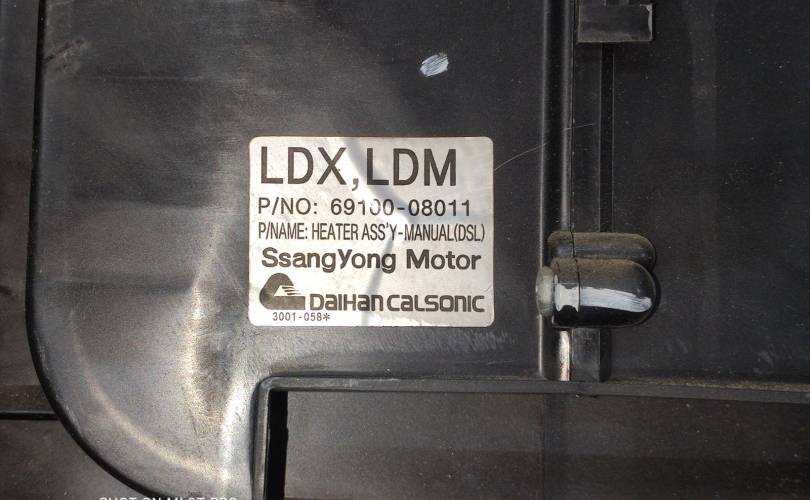 LDX, LDM
P/NO: 69100-08011
P/NAME: HEATER ASS'Y-MANUAL(DSL)
SsangYong Motor
DAIHAN CALSONIC
3001-058*